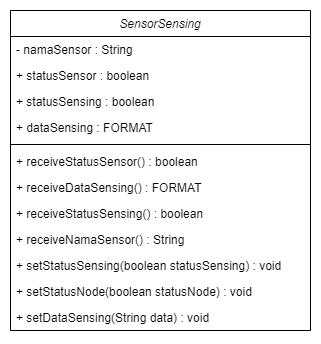 SensorSensing
- namaSensor : String
+ statusSensor : boolean
+ statusSensing : boolean
+ dataSensing : FORMAT
+ receiveStatusSensor() : boolean
+ receiveDataSensing() : FORMAT
+ receiveStatusSensing() : boolean
+ receiveNamaSensor() : String
+ setStatusSensing(boolean statusSensing) : void
+ setStatusNode(boolean statusNode) : void
+ setDataSensing(String data) : void